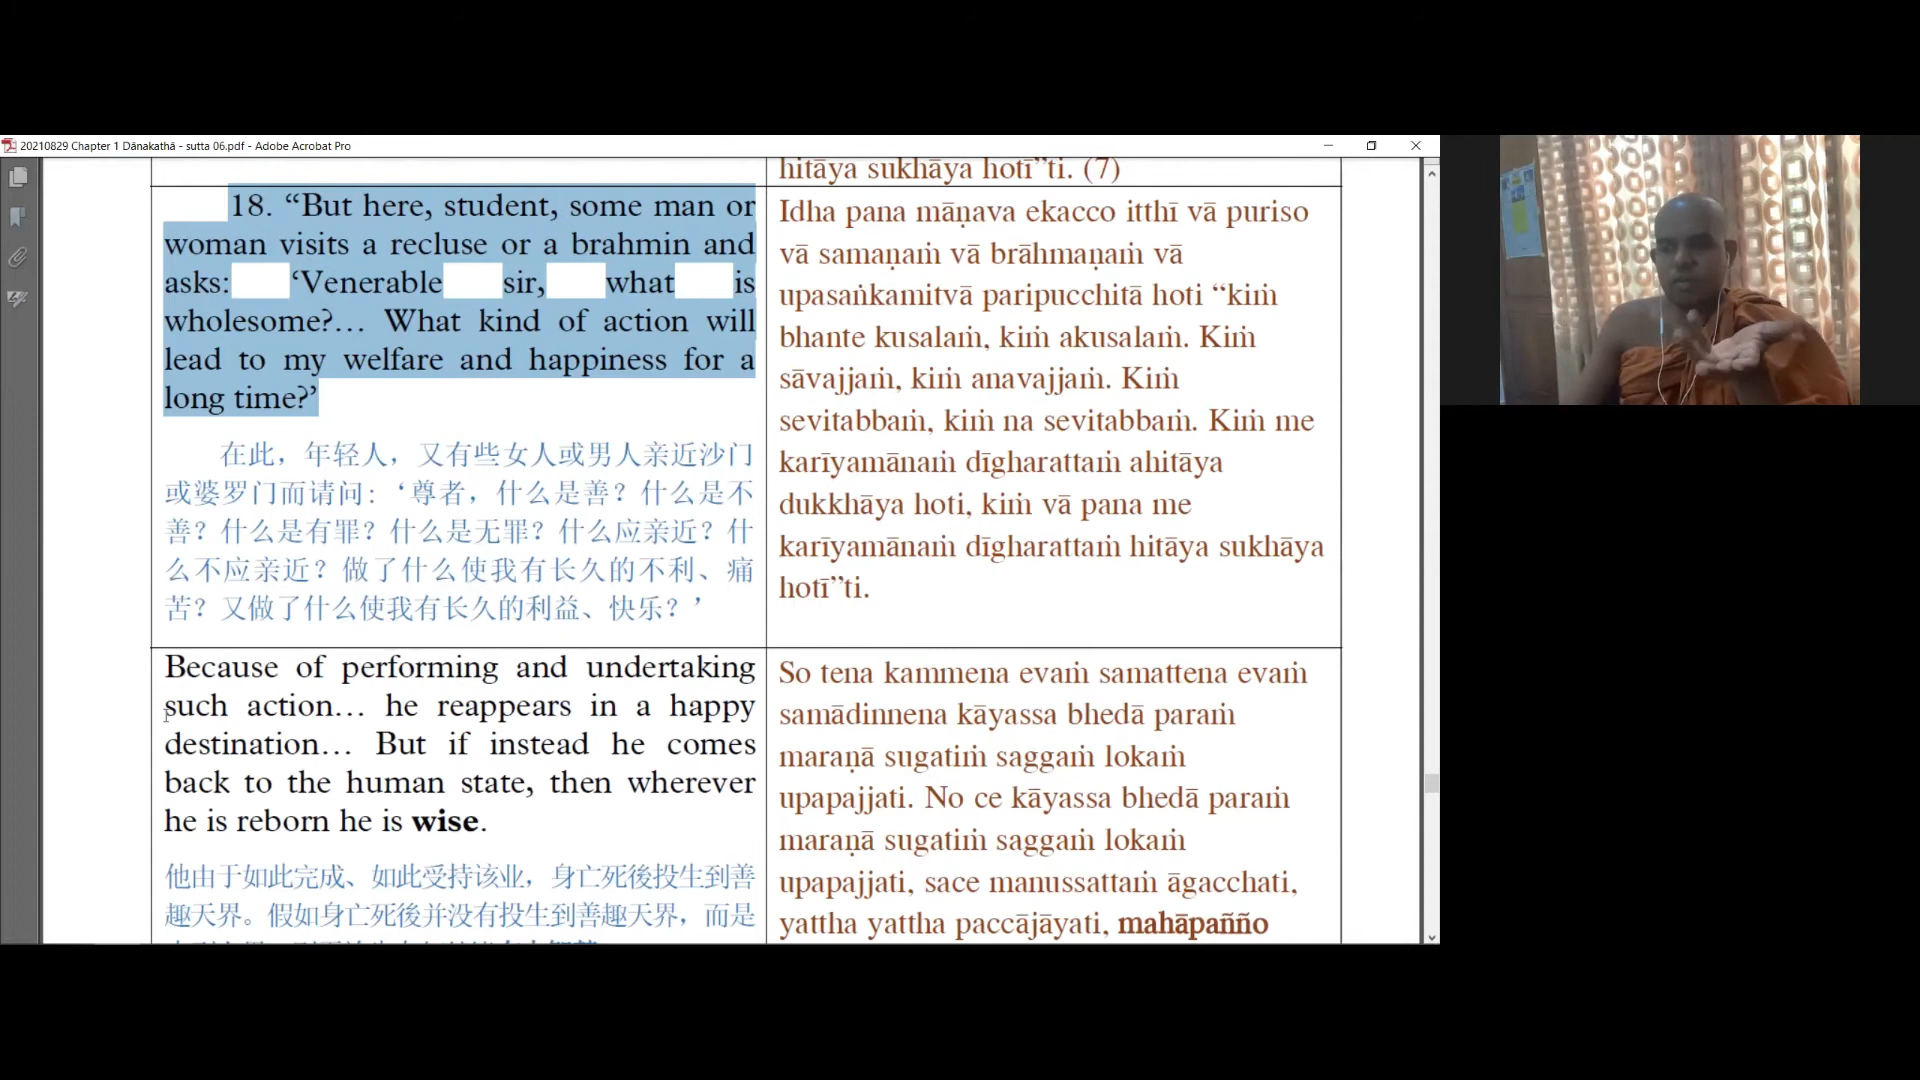 20210829 Chapter 1 Dānakathā - sutta 06.pdf - Adobe Acrobat Pro
hitāya sukhāya hotī”ti. (7)
18. “But here, student, some man or
woman visits a recluse or a brahmin and
asks: ‘Venerable sir, what is
wholesome?… What kind of action will
lead to my welfare and happiness for a
long time?’
在此，年轻人，又有些女人或男人亲近沙门
或婆罗门而请问：‘尊者，什么是善？什么是不
善？什么是有罪？什么是无罪？什么应亲近？什
么不应亲近？做了什么使我有长久的不利、痛
苦？又做了什么使我有长久的利益、快乐？’
Idha pana māṇava ekacco itthī vā puriso
vā samaṇaṁ vā brāhmaṇaṁ vā
upasaṅkamitvā paripucchitā hoti “kiṁ
bhante kusalaṁ, kiṁ akusalaṁ. Kiṁ
sāvajjaṁ, kiṁ anavajjaṁ. Kiṁ
sevitabbaṁ, kiṁ na sevitabbaṁ. Kiṁ me
karīyamānaṁ dīgharattaṁ ahitāya
dukkhāya hoti, kiṁ vā pana me
karīyamānaṁ dīgharattaṁ hitāya sukhāya
hotī”ti.
Because of performing and undertaking
such action… he reappears in a happy
destination… But if instead he comes
back to the human state, then wherever
he is reborn he is wise.
他由于如此完成、如此受持该业，身亡死後投生到善
趣天界。假如身亡死後并没有投生到善趣天界，而是
So tena kammena evaṁ samattena evaṁ
samādinnena kāyassa bhedā paraṁ
maraṇā sugatiṁ saggaṁ lokaṁ
upapajjati. No ce kāyassa bhedā paraṁ
maraṇā sugatiṁ saggaṁ lokaṁ
upapajjati, sace manussattaṁ āgacchati,
yattha yattha paccājāyati, mahāpañño